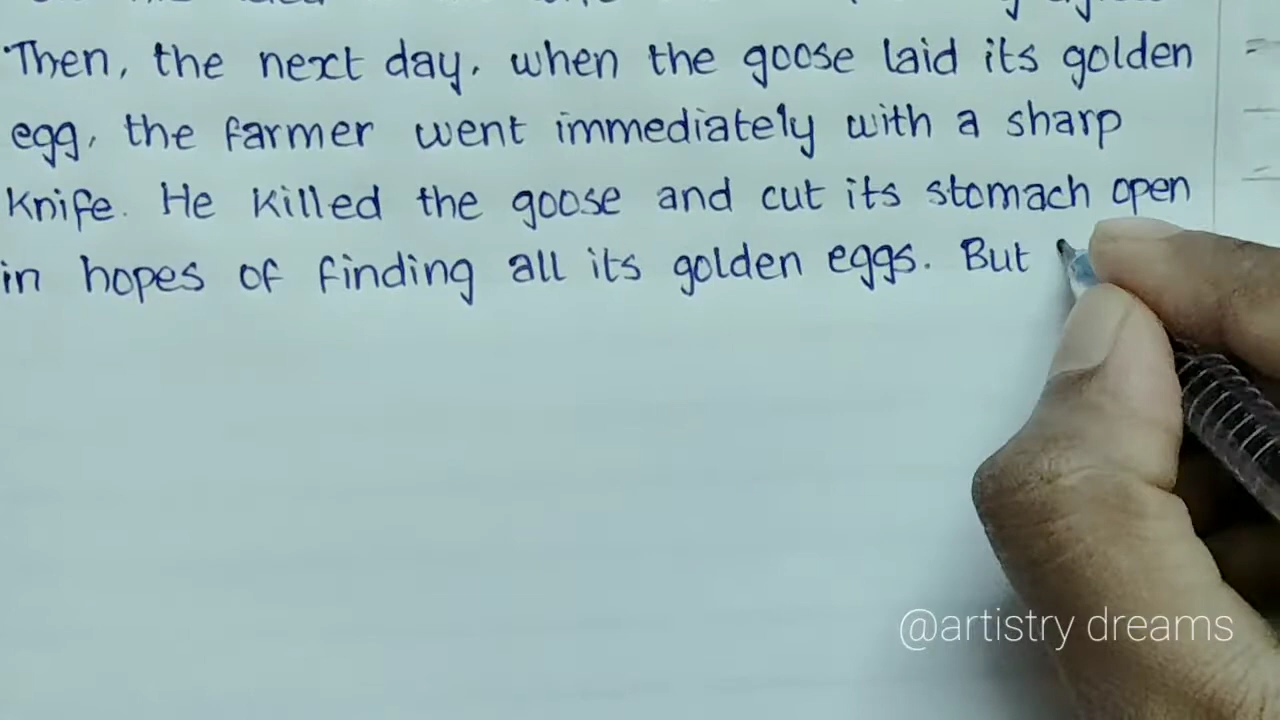 Then, the next day, when the goose laid its golden
egg, the farmer went immediately with a sharp
knife. He killed the goose and cut its stomach open
in hopes of finding all its golden eggs. But
@artistry dreams